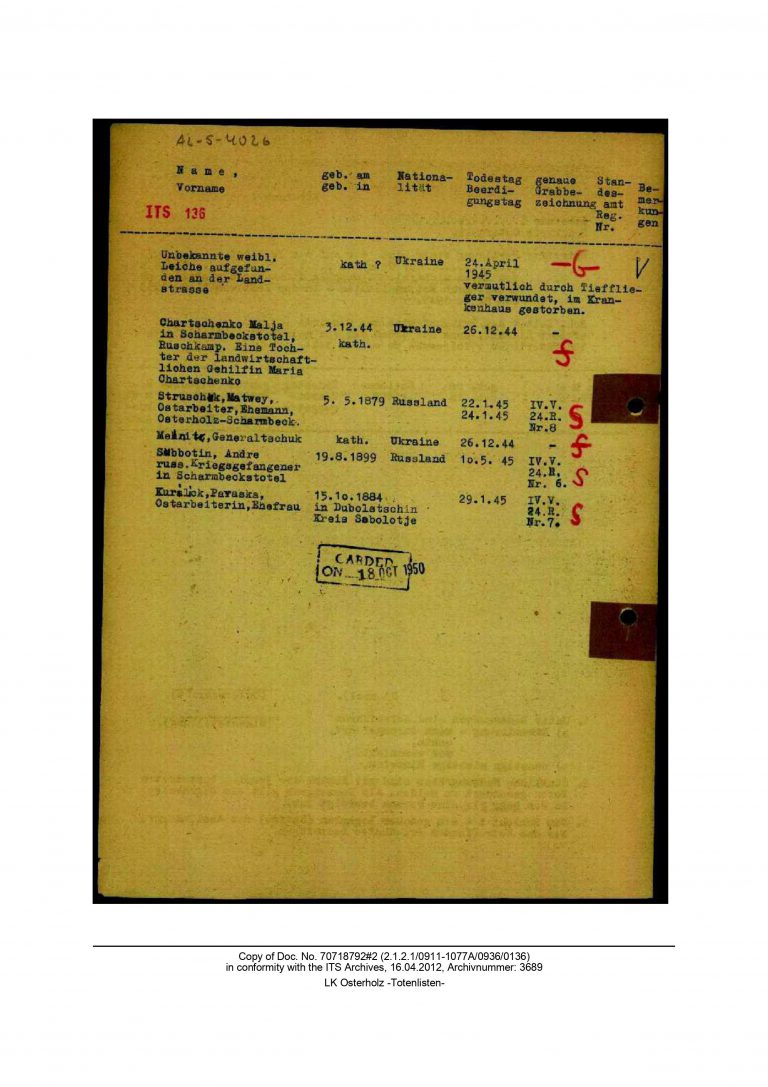 AL-5-4026
Name, geb. am Nationa- Todestag genaue Stan- Be-
Vorname geb. in lität Beerdi- Grabbe- des- mer-
gungstag zeichnung amt kun-
ITS 136 Reg. gen
Nr.
Unbekannte weibl. kath ? Ukraine 24.April G V
Leiche aufgefun- 1945
den an der Land- vermutlich durch Tiefflie-
strasse ger verwundet, im Kran-
kenhaus gestorben.
Chartschenko Malja 3.12.44 Ukraine 26.12.44 -
in Scharmbeckstotel, kath.
Ruschkamp. Eine Toch- f
ter der landwirtschaft-
lichen Gehilfin Maria
Chartschenko
Struschek,Matwey, 5. 5.1879 Russland 22.1.45 IV.V. S
Ostarbeiter,Ehemann, 24.1.45 24.R.
Osterholz-Scharmbeck. Nr.8
Generaltschuk kath. Ukraine 26.12.44 - f
Subbotin, Andre 19.8.1899 Russland 10.5. 45 IV.V.
russ.Kriegsgefangener 24.R. S
in Scharmbeckstotel Nr. 6.
Paraska, 15.10.1884 29.1.45 IV.V.
Ostarbeiterin,Ehefrau in Dubolatschin 24.R. S
Kreis Sabolotje Nr.7.
CARDED
ON 18 OCT 1950
Copy of Doc. No. 70718792#2 (2.1.2.1/0911-1077A/0936/0136)
in conformity with the ITS Archives, 16.04.2012, Archivnummer: 3689
LK Osterholz -Totenlisten-